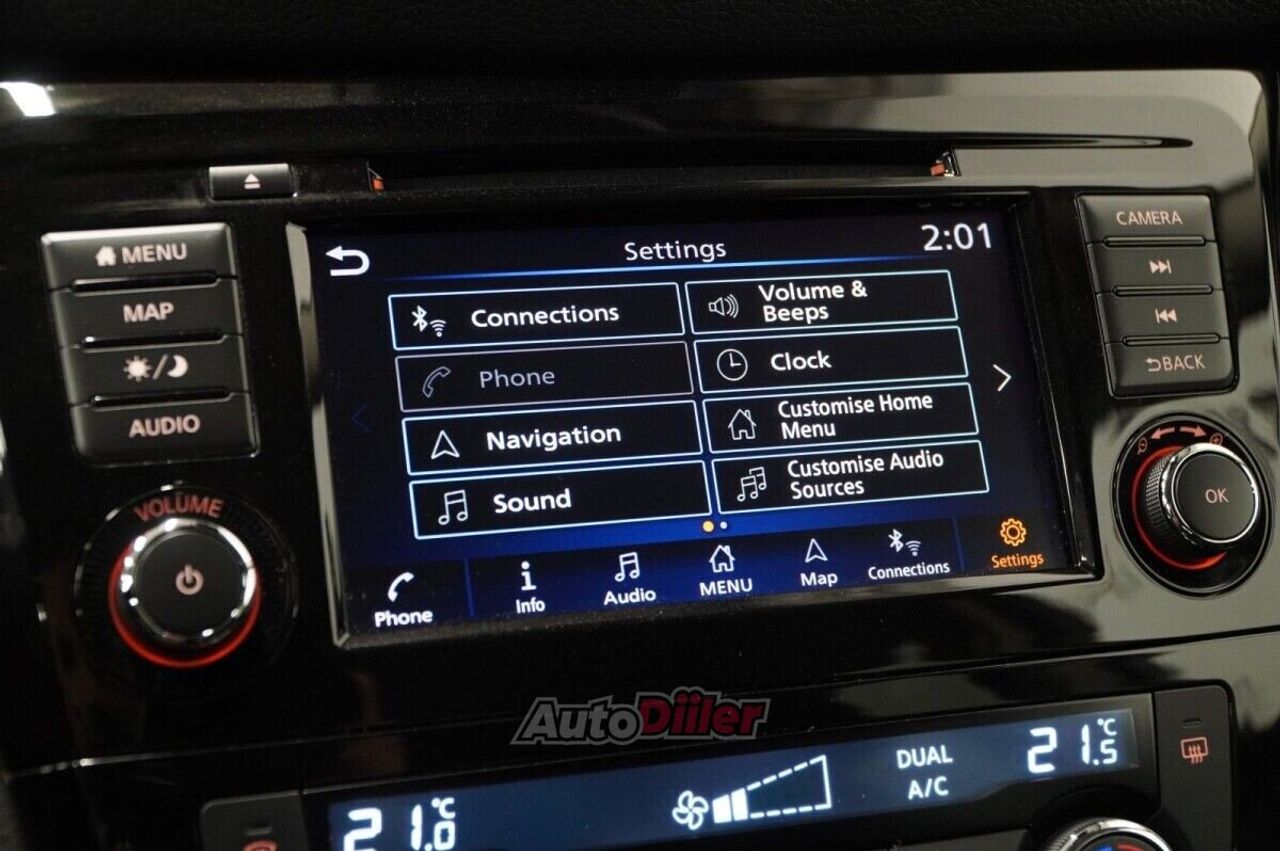 MENU
MAP
AUDIO
VOLUME
Settings
2:01
Connections
Volume &
Beeps
Phone
Clock
Navigation
Customise Home
Menu
Sound
Customise Audio
Sources
Phone
Info
Audio
MENU
Map
Connections
Settings
CAMERA
BACK
OK
AutoDiiler
21.0°C
DUAL
A/C
21.5°C